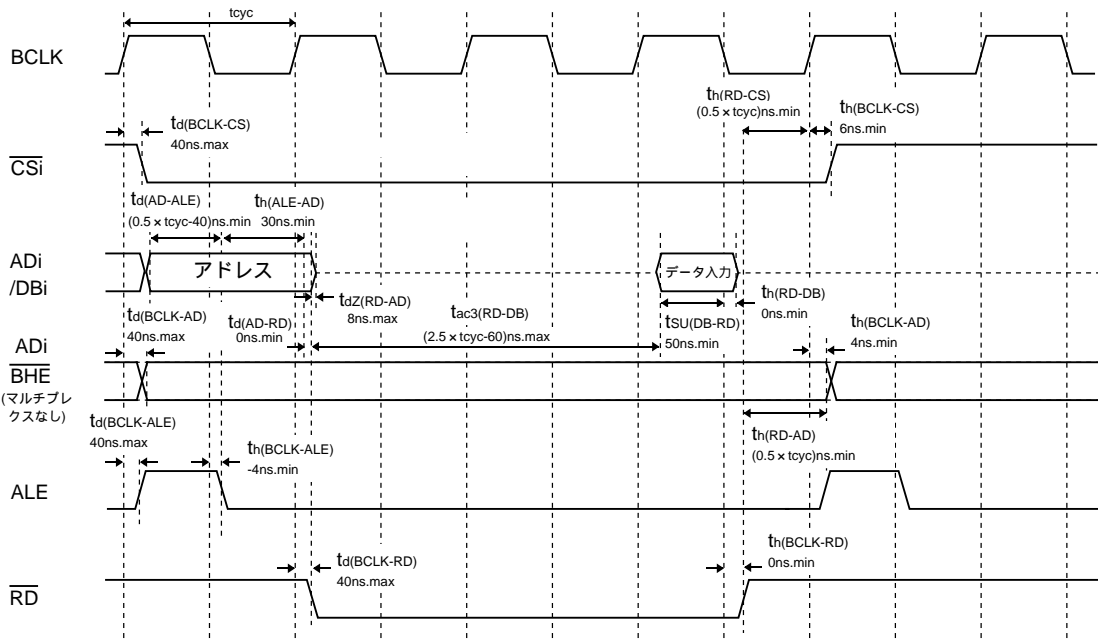 tcyc
BCLK
td(BCLK-CS)
40ns.max
th(RD-CS)
(0.5×tcyc)ns.min
th(BCLK-CS)
6ns.min
CSi
td(AD-ALE)
(0.5×tcyc-40)ns.min
th(ALE-AD)
30ns.min
ADi
/DBi
アドレス
データ入力
td(BCLK-AD)
40ns.max
td(AD-RD)
0ns.min
tdZ(RD-AD)
8ns.max
tac3(RD-DB)
(2.5×tcyc-60)ns.max
tSU(DB-RD)
50ns.min
th(RD-DB)
0ns.min
th(BCLK-AD)
4ns.min
ADi
BHE
(マルチプレ
クスなし)
td(BCLK-ALE)
40ns.max
th(BCLK-ALE)
-4ns.min
th(RD-AD)
(0.5×tcyc)ns.min
ALE
td(BCLK-RD)
40ns.max
th(BCLK-RD)
0ns.min
RD